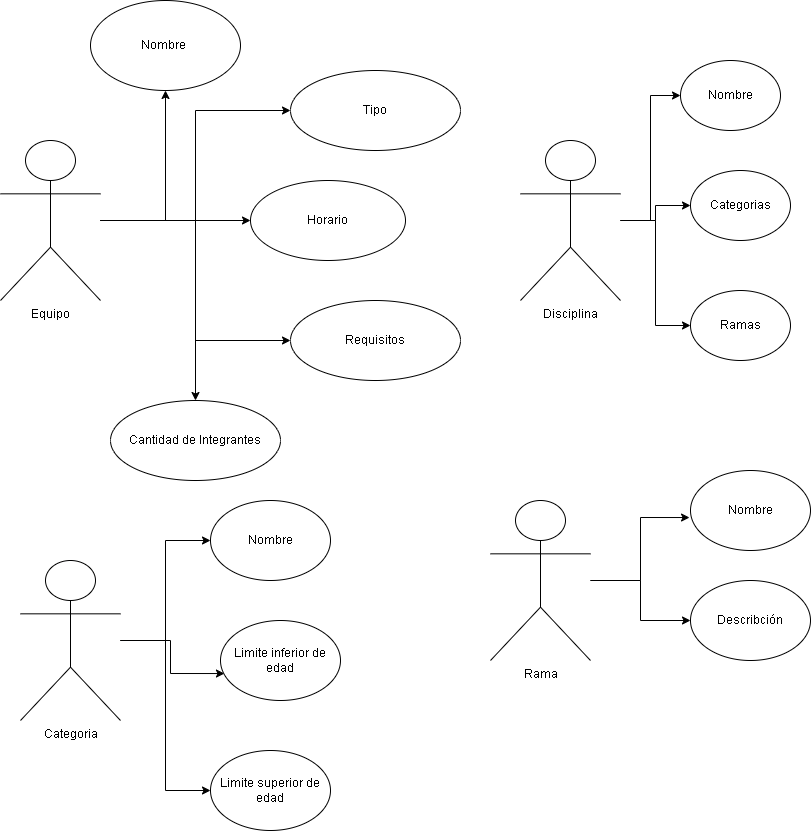 Nombre
Tipo
Horario
Equipo
Requisitos
Cantidad de Integrantes
Nombre
Categorias
Disciplina
Ramas
Nombre
Limite inferior de
edad
Categoria
Limite superior de
edad
Nombre
Describción
Rama